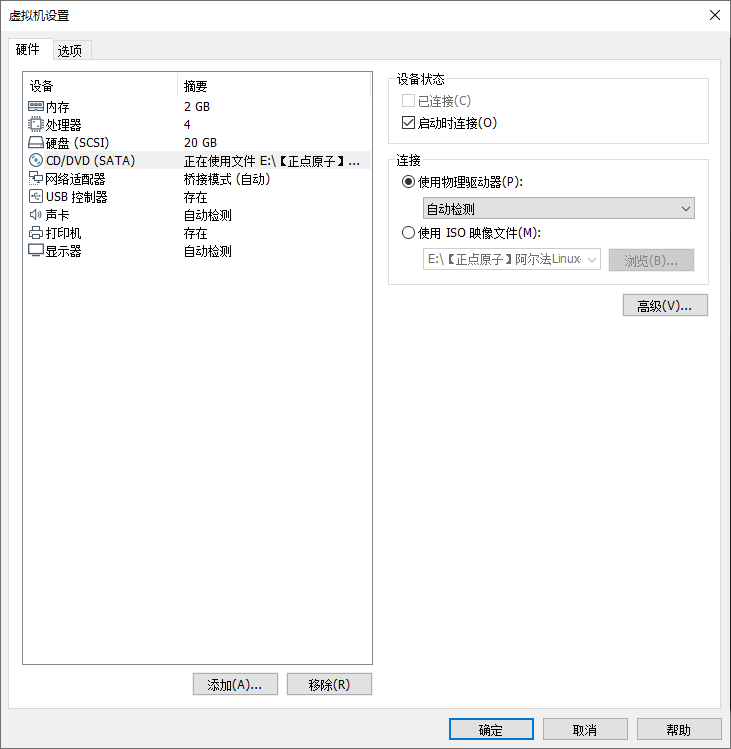 虚拟机设置
硬件 选项
设备 摘要
内存 2 GB
处理器 4
硬盘 (SCSI) 20 GB
CD/DVD (SATA) 正在使用文件 E:\【正点原子】...
网络适配器 桥接模式 (自动)
USB 控制器 存在
声卡 自动检测
打印机 存在
显示器 自动检测
添加(A)... 移除(R)
设备状态
已连接(C)
启动时连接(O)
连接
使用物理驱动器(P):
自动检测
使用 ISO 映像文件(M):
E:\【正点原子】阿尔法Linux 浏览(B)...
高级(V)...
确定 取消 帮助